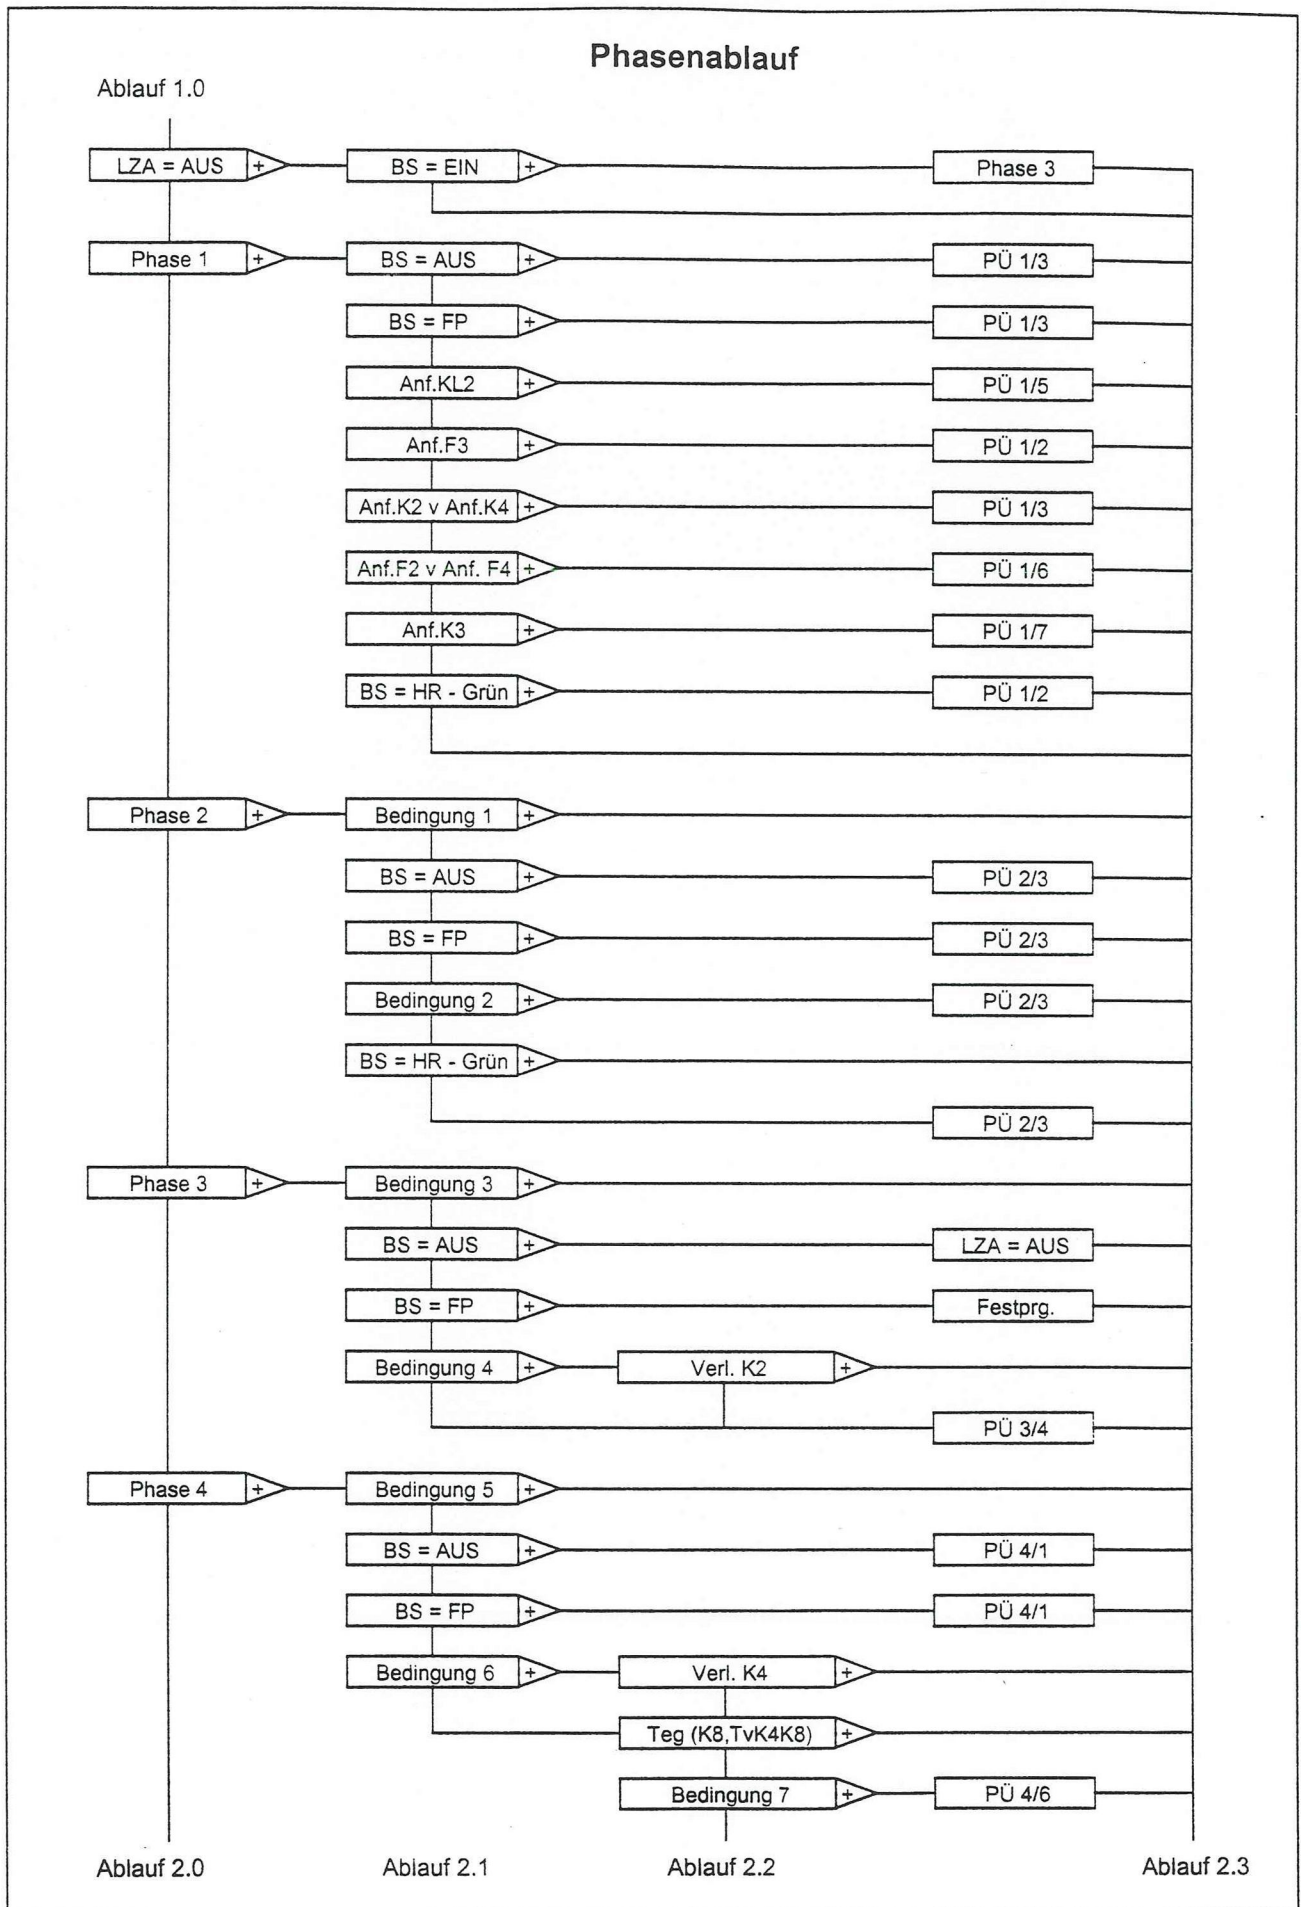 Phasenablauf
Ablauf 1.0
LZA = AUS + BS = EIN + Phase 3
Phase 1 + BS = AUS + PÜ 1/3
BS = FP + PÜ 1/3
Anf.KL2 + PÜ 1/5
Anf.F3 + PÜ 1/2
Anf.K2 v Anf.K4 + PÜ 1/3
Anf.F2 v Anf. F4 + PÜ 1/6
Anf.K3 + PÜ 1/7
BS = HR - Grün + PÜ 1/2
Phase 2 + Bedingung 1 +
BS = AUS + PÜ 2/3
BS = FP + PÜ 2/3
Bedingung 2 + PÜ 2/3
BS = HR - Grün +
PÜ 2/3
Phase 3 + Bedingung 3 +
BS = AUS + LZA = AUS
BS = FP + Festprg.
Bedingung 4 + Verl. K2 +
PÜ 3/4
Phase 4 + Bedingung 5 +
BS = AUS + PÜ 4/1
BS = FP + PÜ 4/1
Bedingung 6 + Verl. K4 +
Teg (K8,TvK4K8) +
Bedingung 7 + PÜ 4/6
Ablauf 2.0 Ablauf 2.1 Ablauf 2.2 Ablauf 2.3